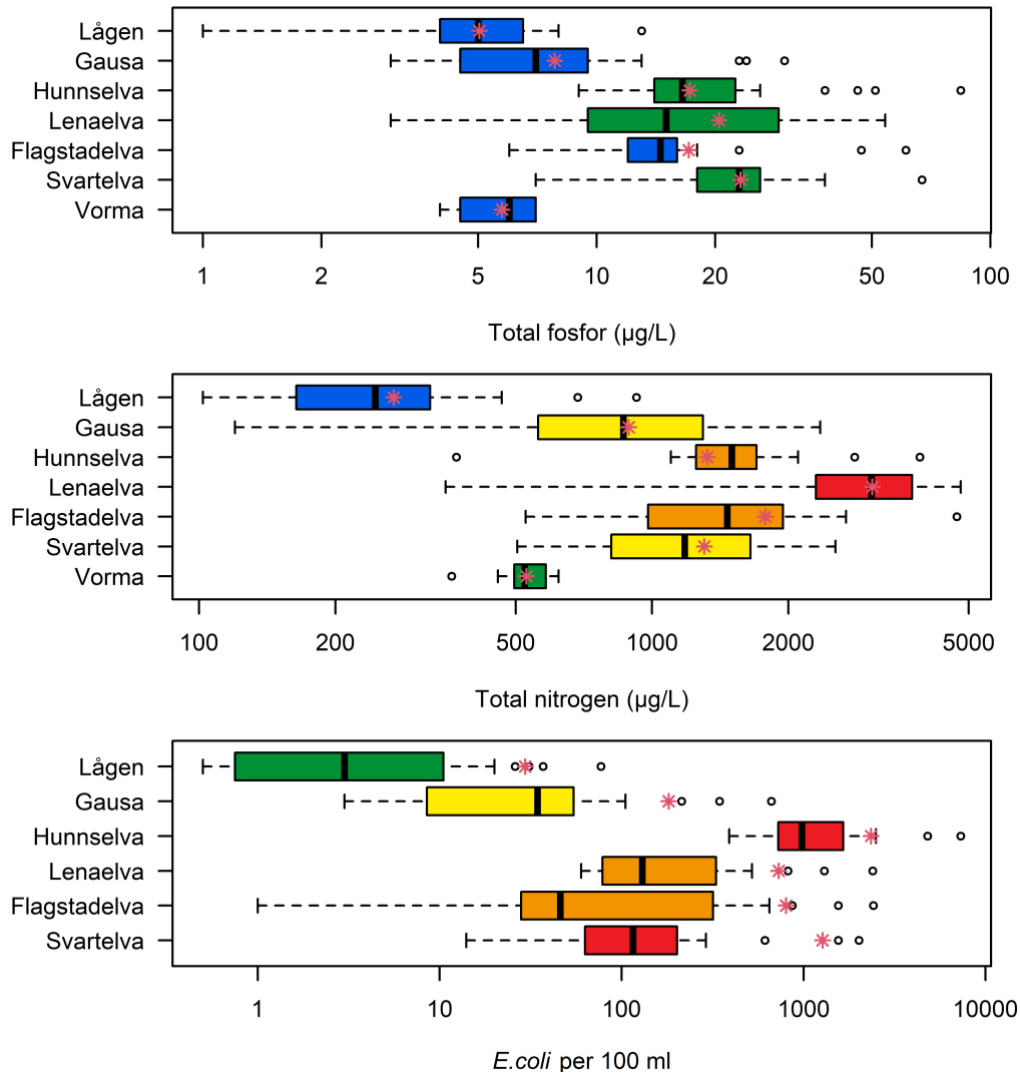 Lågen
Gausa
Hunnselva
Lenaelva
Flagstadelva
Svartelva
Vorma
1 2 5 10 20 50 100
Total fosfor (µg/L)
Lågen
Gausa
Hunnselva
Lenaelva
Flagstadelva
Svartelva
Vorma
100 200 500 1000 2000 5000
Total nitrogen (µg/L)
Lågen
Gausa
Hunnselva
Lenaelva
Flagstadelva
Svartelva
1 10 100 1000 10000
E.coli per 100 ml